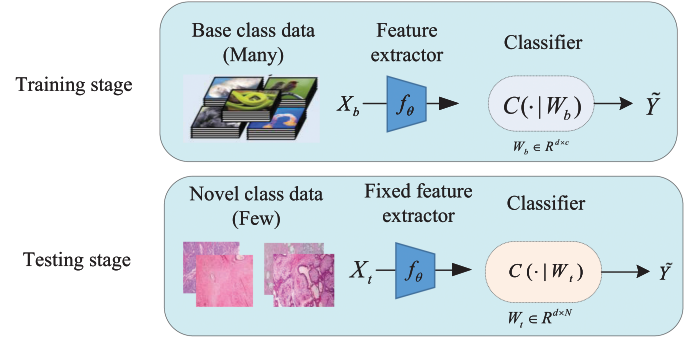 Training stage
Base class data
(Many)
Feature
extractor
Classifier
X_b
f_θ
C(·|W_b)
Ỹ
W_b ∈ R^{d×c}
Testing stage
Novel class data
(Few)
Fixed feature
extractor
Classifier
X_t
f_θ
C(·|W_t)
Ỹ
W_t ∈ R^{d×N}